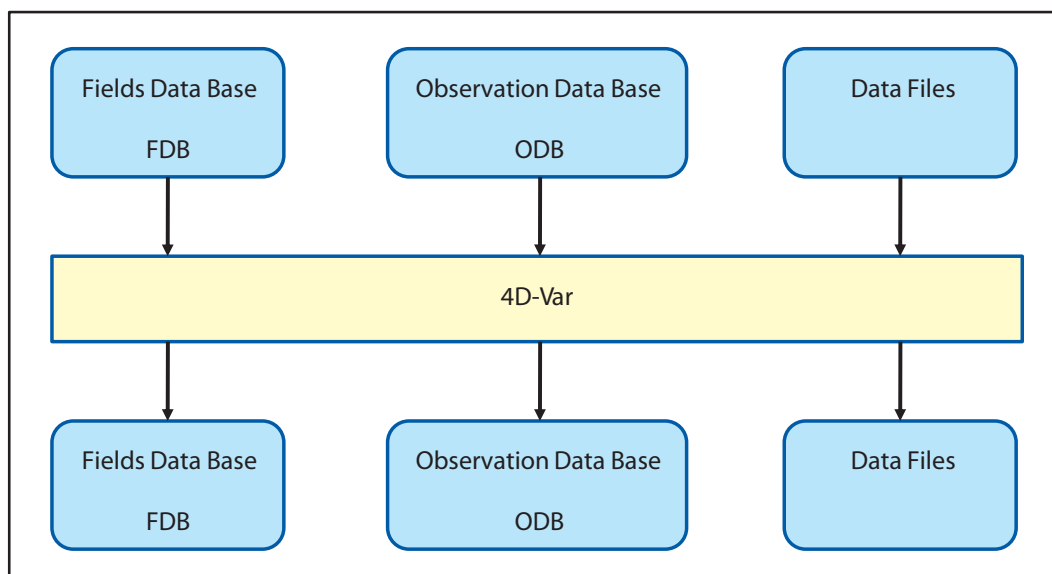 Fields Data Base
FDB
Observation Data Base
ODB
Data Files
4D-Var
Fields Data Base
FDB
Observation Data Base
ODB
Data Files